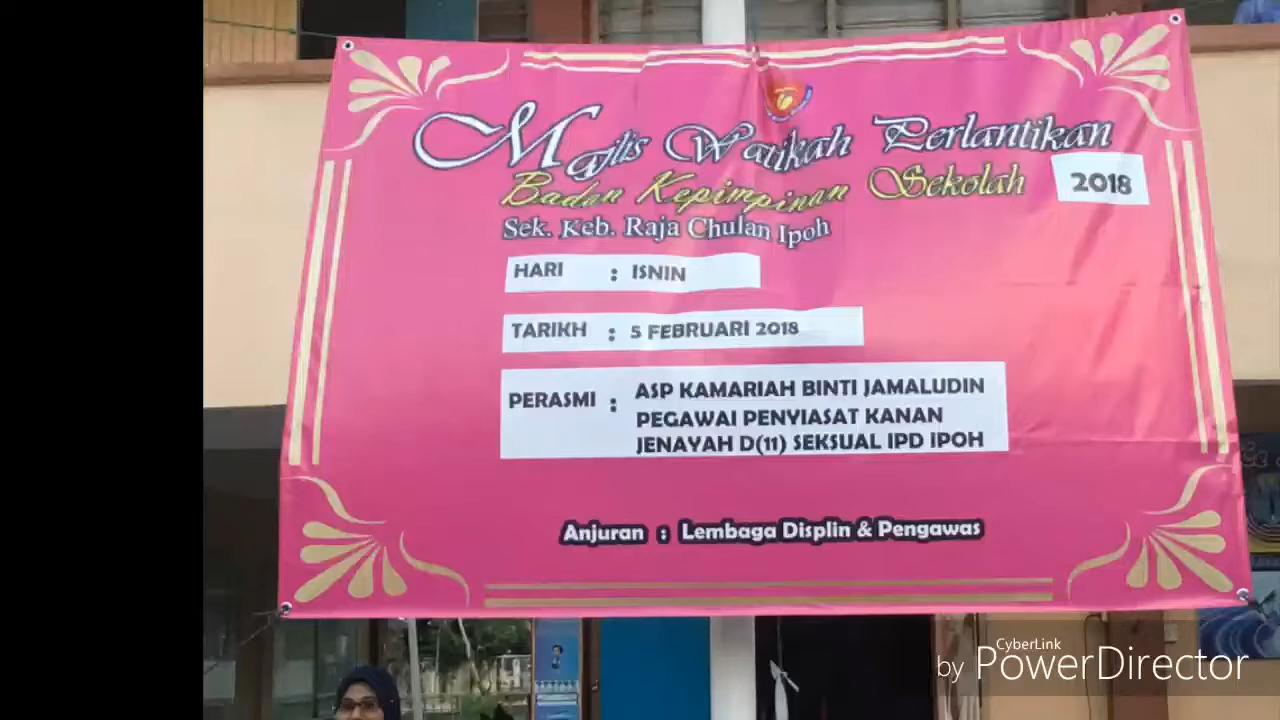 Majlis Watikah Perlantikan
Badan Kepimpinan Sekolah 2018
Sek. Keb. Raja Chulan Ipoh
HARI : ISNIN
TARIKH : 5 FEBRUARI 2018
PERASMI : ASP KAMARIAH BINTI JAMALUDIN
PEGAWAI PENYIASAT KANAN
JENAYAH D(11) SEKSUAL IPD IPOH
Anjuran : Lembaga Displin & Pengawas
CyberLink
by PowerDirector